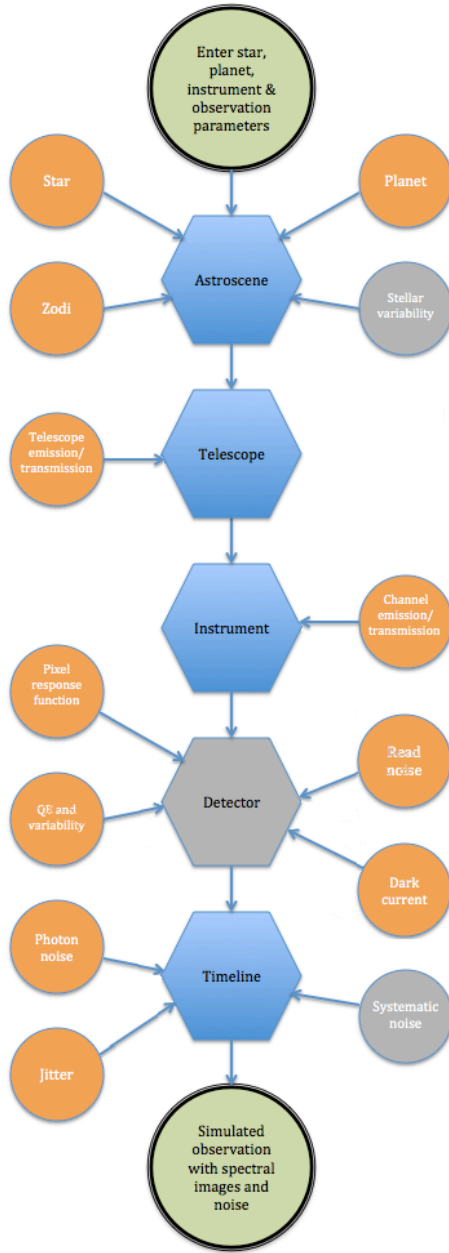 Enter star,
planet,
instrument &
observation
parameters
Star
Planet
Astroscene
Zodi
Stellar
variability
Telescope
emission/
transmission
Telescope
Channel
emission/
transmission
Instrument
Pixel
response
function
Read
noise
Detector
QE and
variability
Dark
current
Photon
noise
Timeline
Systematic
noise
Jitter
Simulated
observation
with spectral
images and
noise